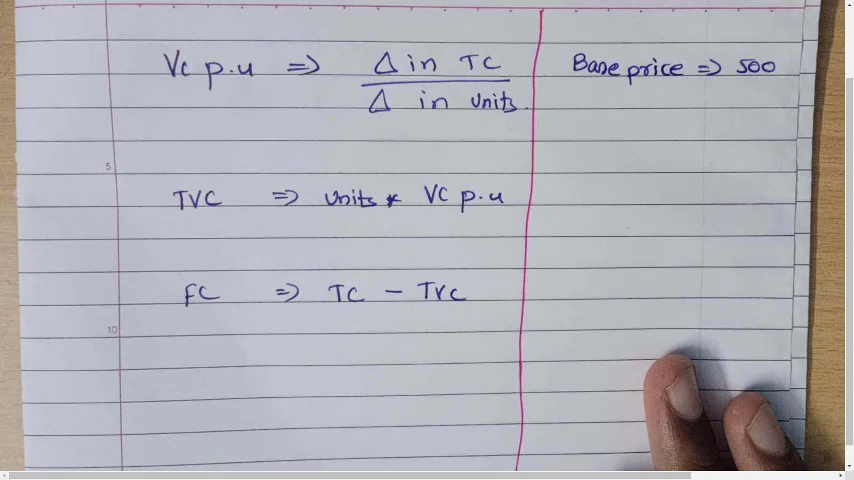 Vc p.u ⇒ Δ in TC
Δ in units.
Base price ⇒ 500
5
TVC ⇒ units * VC p.u
FC ⇒ TC - TVC
10